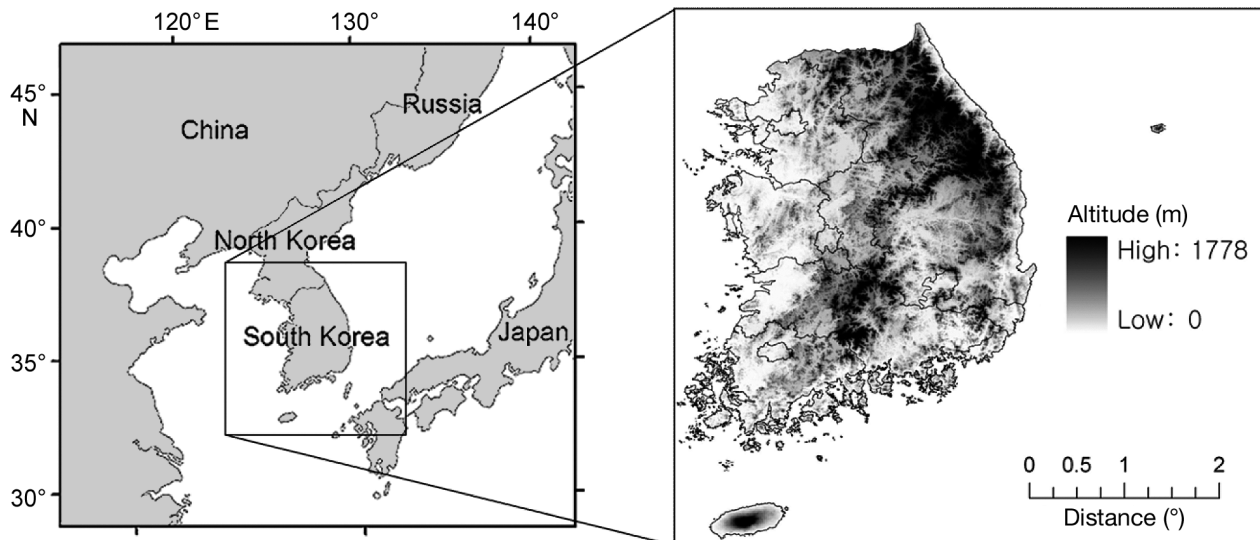 120° E
130°
140°
45°
N
Russia
China
40°
North Korea
South Korea
Japan
35°
30°
Altitude (m)
High: 1778
Low: 0
0 0.5 1 2
Distance (°)